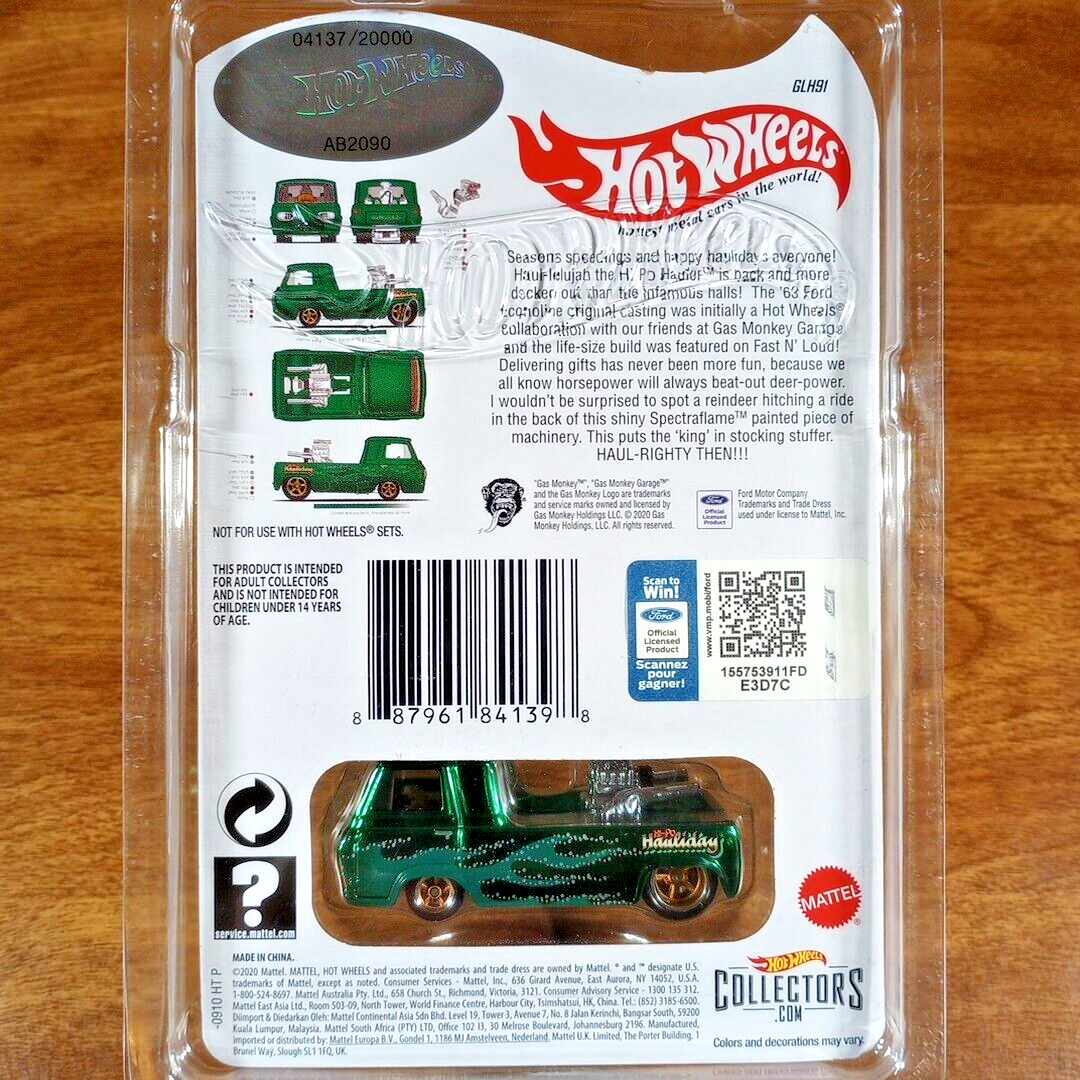 04137/20000
HOT WHEELS
AB2090
GLH91
HOT WHEELS
hottest metal cars in the world!
Seasons speedings and happy haulidays everyone!
Haul-lelujah the Hi Po Hauler™ is back and more
decked out than the infamous halls! The '63 Ford
Econoline original casting was initially a Hot Wheels®
collaboration with our friends at Gas Monkey Garage
and the life-size build was featured on Fast N' Loud!
Delivering gifts has never been more fun, because we
all know horsepower will always beat-out deer-power.
I wouldn't be surprised to spot a reindeer hitching a ride
in the back of this shiny Spectraflame™ painted piece of
machinery. This puts the 'king' in stocking stuffer.
HAUL-RIGHTY THEN!!!
Hauliday
Hauliday
"Gas Monkey™", "Gas Monkey Garage™"
and the Gas Monkey Logo are trademarks
and service marks owned and licensed by
Gas Monkey Holdings, LLC. © 2020 Gas
Monkey Holdings, LLC. All rights reserved.
Ford
Official
Licensed
Product
Ford Motor Company
Trademarks and Trade Dress
used under license to Mattel, Inc.
NOT FOR USE WITH HOT WHEELS® SETS.
THIS PRODUCT IS INTENDED
FOR ADULT COLLECTORS
AND IS NOT INTENDED FOR
CHILDREN UNDER 14 YEARS
OF AGE.
8 87961 84139 8
Scan to
Win!
Ford
Official
Licensed
Product
Scannez
pour
gagner!
www.vmp.mobi/ford
155753911FD
E3D7C
Hi-Po
Hauliday
?
service.mattel.com
MATTEL
MADE IN CHINA.
©2020 Mattel. MATTEL, HOT WHEELS and associated trademarks and trade dress are owned by Mattel. ® and ™ designate U.S.
trademarks of Mattel, except as noted. Consumer Services - Mattel, Inc., 636 Girard Avenue, East Aurora, NY 14052, U.S.A.
1-800-524-8697. Mattel Australia Pty. Ltd., 658 Church St., Richmond, Victoria, 3121. Consumer Advisory Service - 1300 135 312.
Mattel East Asia Ltd., Room 503-09, North Tower, World Finance Centre, Harbour City, Tsimshatsui, HK, China. Tel.: (852) 3185-6500.
Diimport & Diedarkan Oleh: Mattel Continental Asia Sdn Bhd. Level 19, Tower 3, Avenue 7, No. 8 Jalan Kerinchi, Bangsar South, 59200
Kuala Lumpur, Malaysia. Mattel South Africa (PTY) LTD, Office 102 I3, 30 Melrose Boulevard, Johannesburg 2196. Manufactured,
imported or distributed by: Mattel Europa B.V., Gondel 1, 1186 MJ Amstelveen, Nederland, Mattel U.K. Limited, The Porter Building, 1
Brunel Way, Slough SL1 1FQ, UK.
-0910 HT P
HOT WHEELS
COLLECTORS
.COM
Colors and decorations may vary.